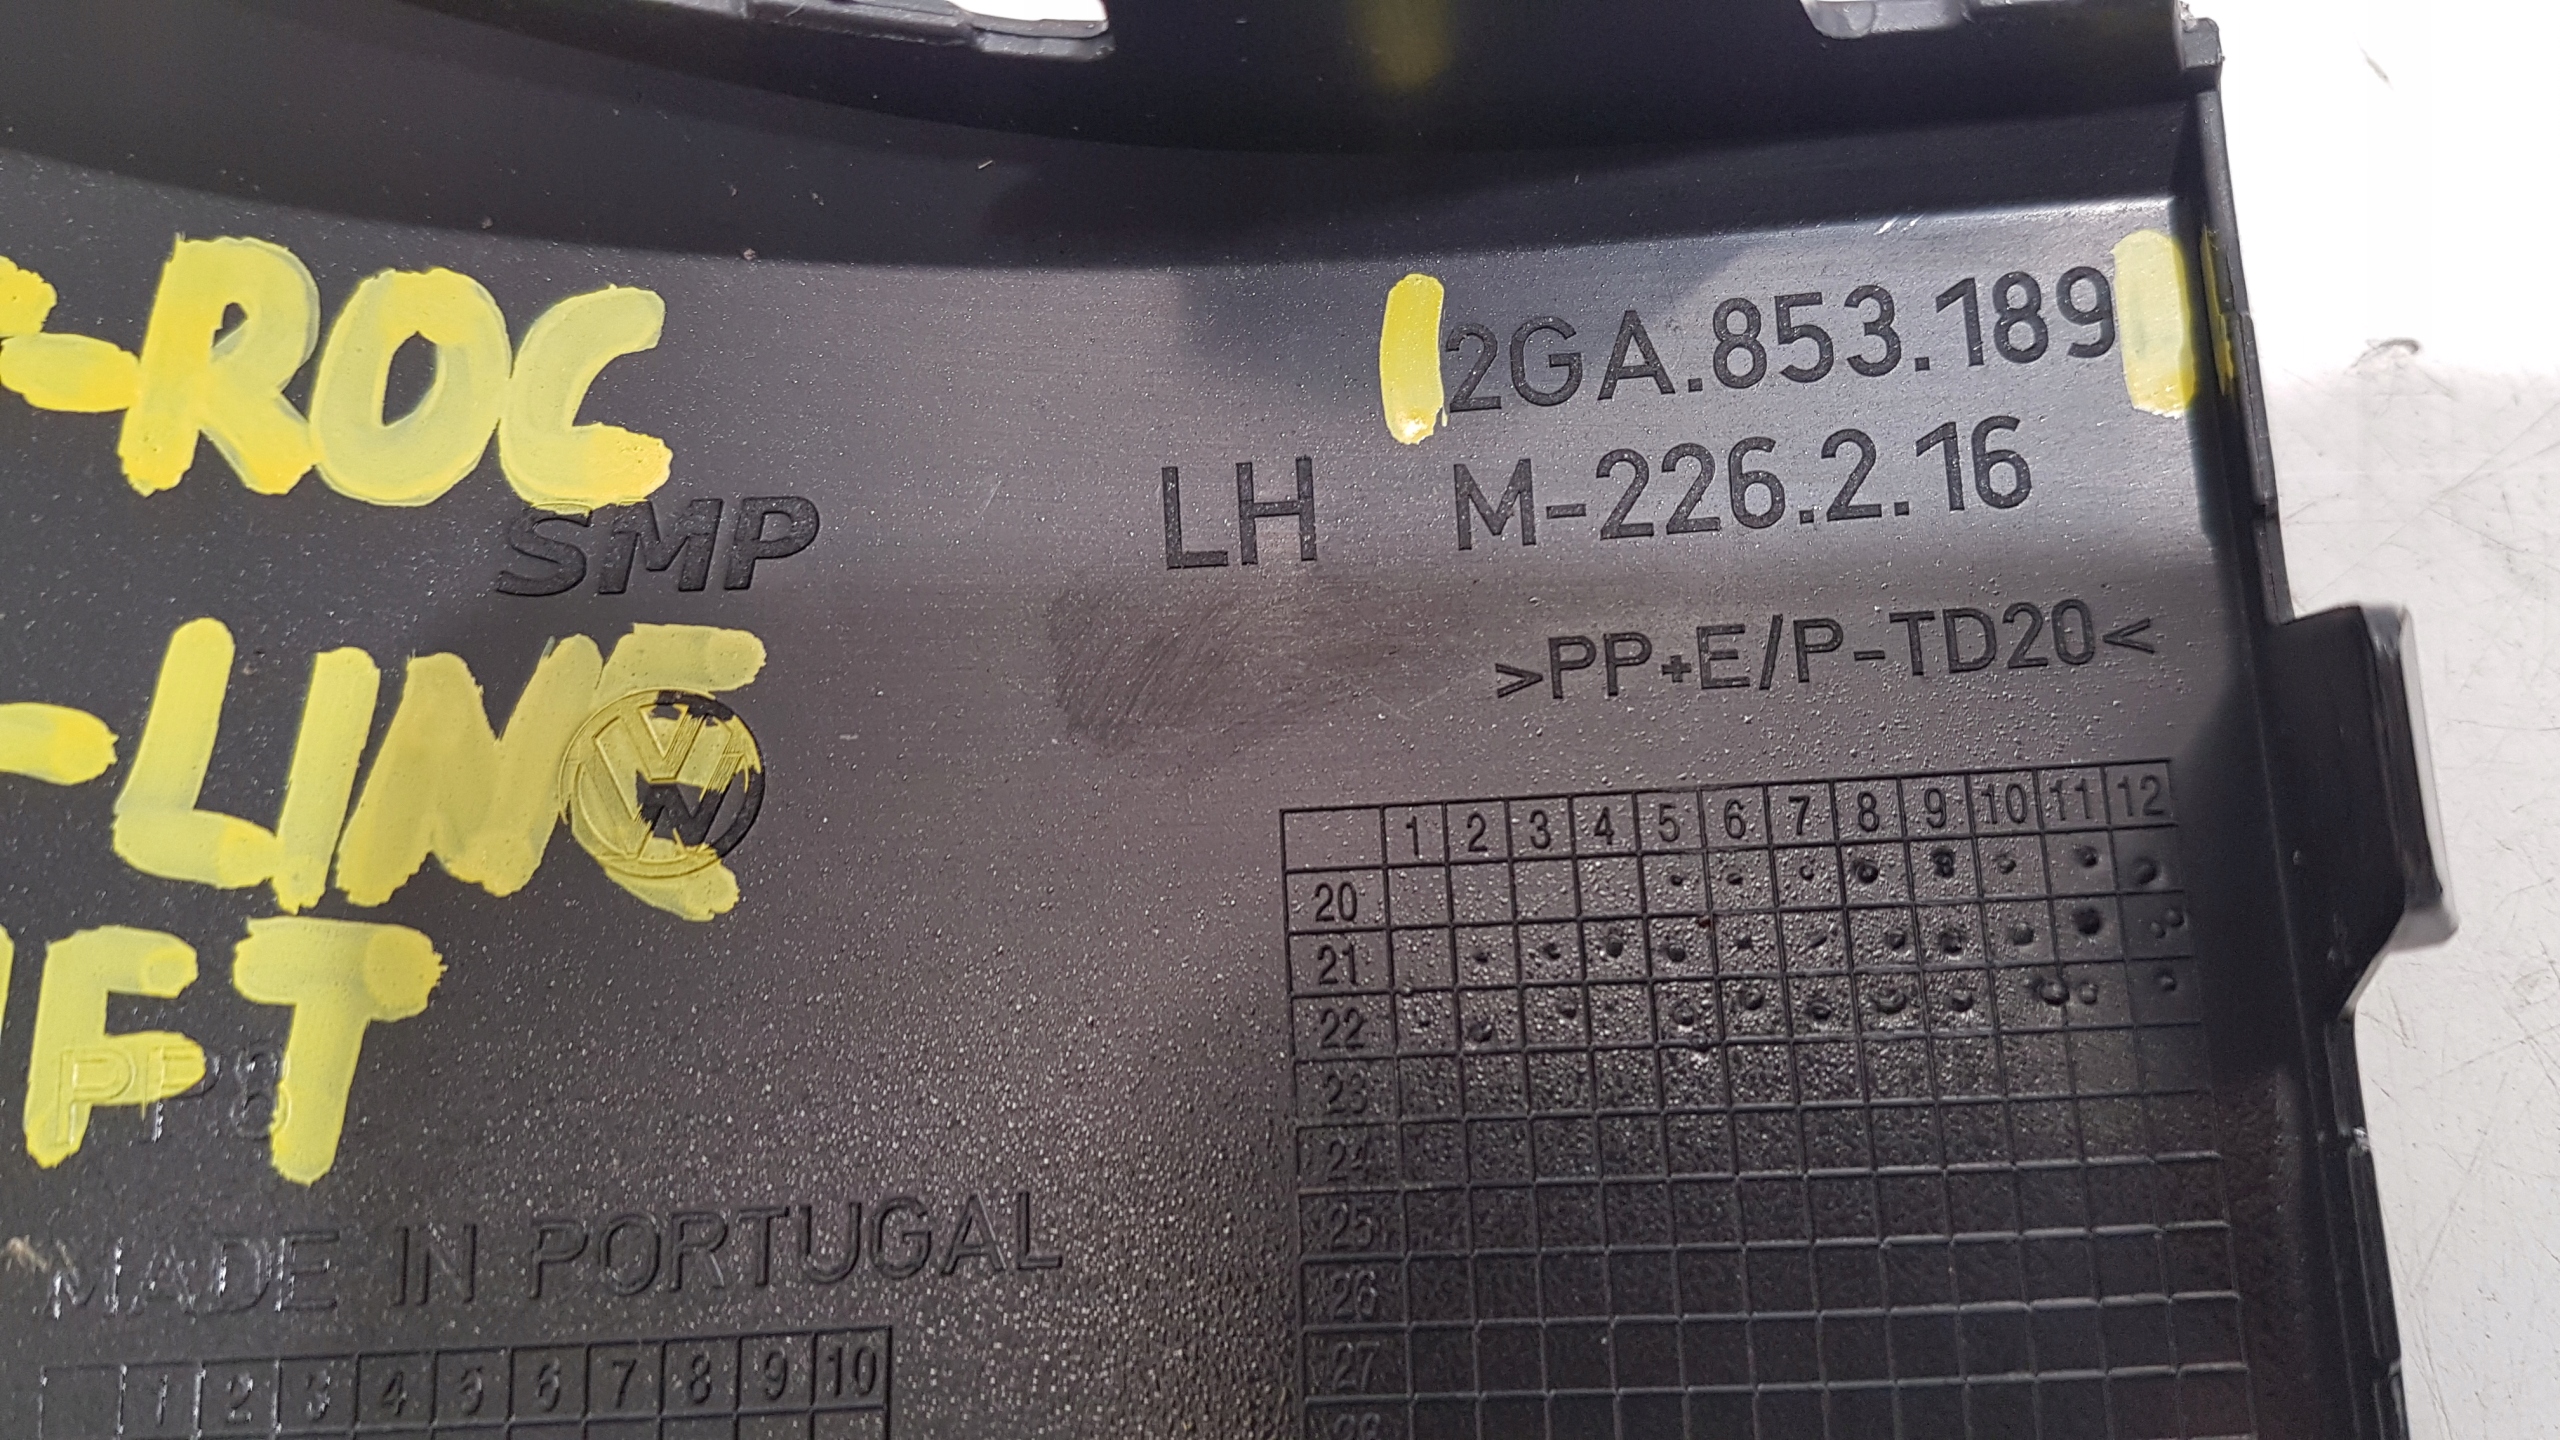 -ROC
2GA.853.189
LH M-226.2.16
SMP
>PP+E/P-TD20<
-LINE
1 2 3 4 5 6 7 8 9 10 11 12
20
21
22
23
24
25
26
27
28
FT
PP8
MADE IN PORTUGAL
1 2 3 4 5 6 7 8 9 10